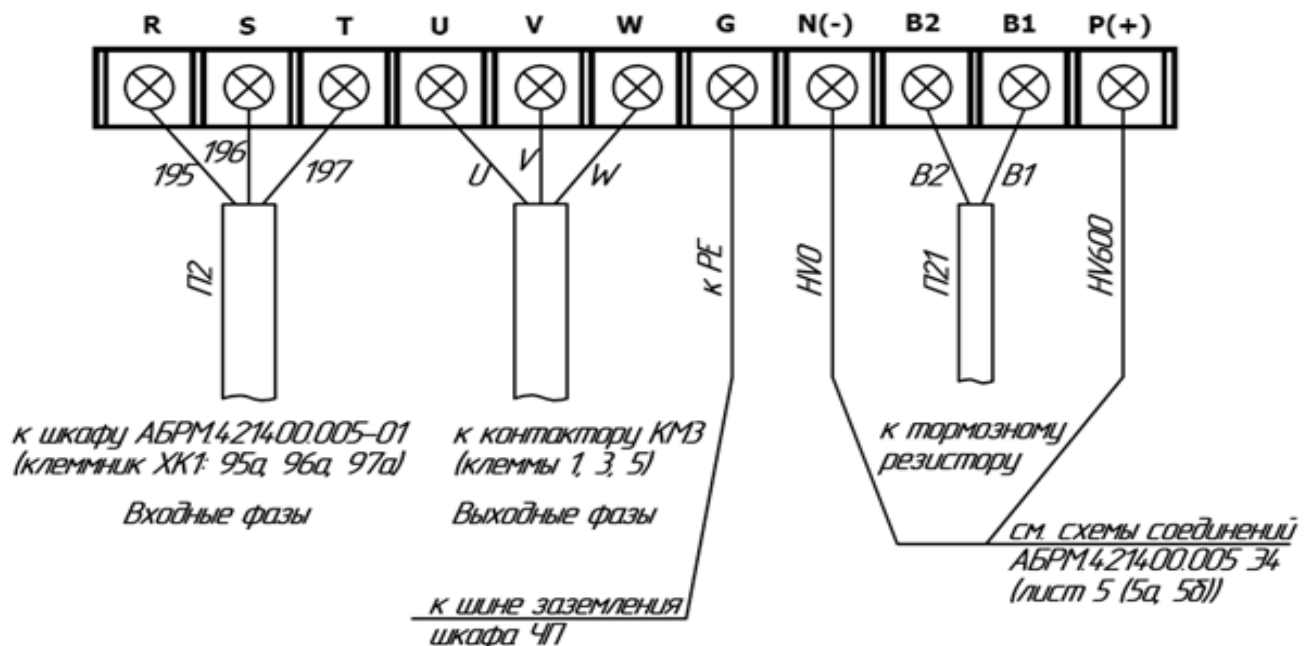 R S T U V W G N(-) B2 B1 P(+)
195 196 197 U V W B2 B1
П2 к PE HV0 П21 HV600
к шкафу АБРМ.421400.005-01 к контактору КМ3 к тормозному
(клеммник ХК1: 95а, 96а, 97а) (клеммы 1, 3, 5) резистору
Входные фазы Выходные фазы
см. схемы соединений
АБРМ.421400.005 Э4
(лист 5 (5а, 5б))
к шине заземления
шкафа ЧП